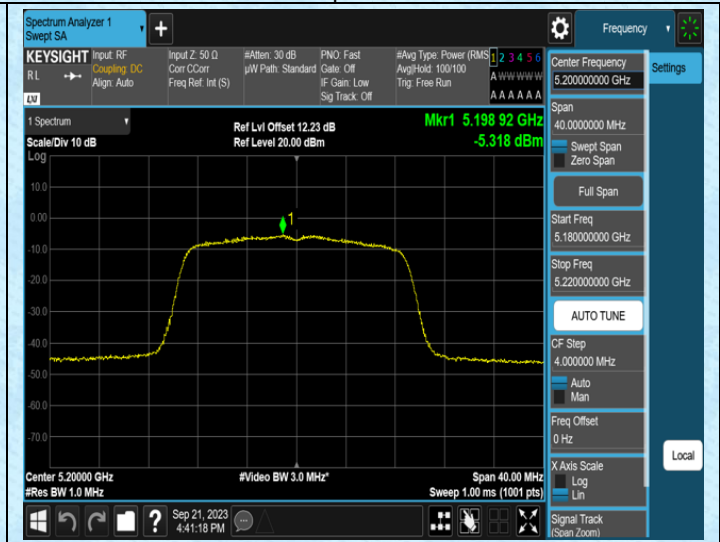 Spectrum Analyzer 1
Swept SA
+
Frequency
KEYSIGHT
Input: RF
Coupling: DC
Align: Auto
Input Z: 50 Ω
Corr CCorr
Freq Ref: Int (S)
#Atten: 30 dB
µW Path: Standard
PNO: Fast
Gate: Off
IF Gain: Low
Sig Track: Off
#Avg Type: Power (RMS
Avg|Hold: 100/100
Trig: Free Run
1 2 3 4 5 6
A W W W W W
A A A A A A
R L
LXI
1 Spectrum
Scale/Div 10 dB
Log
Ref Lvl Offset 12.23 dB
Ref Level 20.00 dBm
Mkr1 5.198 92 GHz
-5.318 dBm
10.0
0.00
-10.0
-20.0
-30.0
-40.0
-50.0
-60.0
-70.0
1
Center 5.20000 GHz
#Res BW 1.0 MHz
#Video BW 3.0 MHz*
Span 40.00 MHz
Sweep 1.00 ms (1001 pts)
?
Sep 21, 2023
4:41:18 PM
Center Frequency
5.200000000 GHz
Span
40.0000000 MHz
Swept Span
Zero Span
Full Span
Start Freq
5.180000000 GHz
Stop Freq
5.220000000 GHz
AUTO TUNE
CF Step
4.000000 MHz
Auto
Man
Freq Offset
0 Hz
X Axis Scale
Log
Lin
Signal Track
(Span Zoom)
Settings
Local